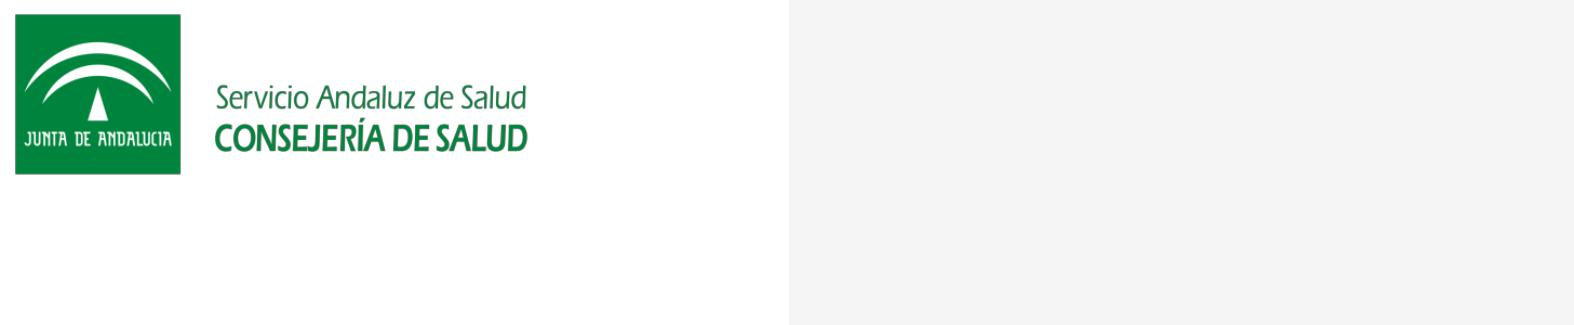 JUNTA DE ANDALUCIA
Servicio Andaluz de Salud
CONSEJERÍA DE SALUD